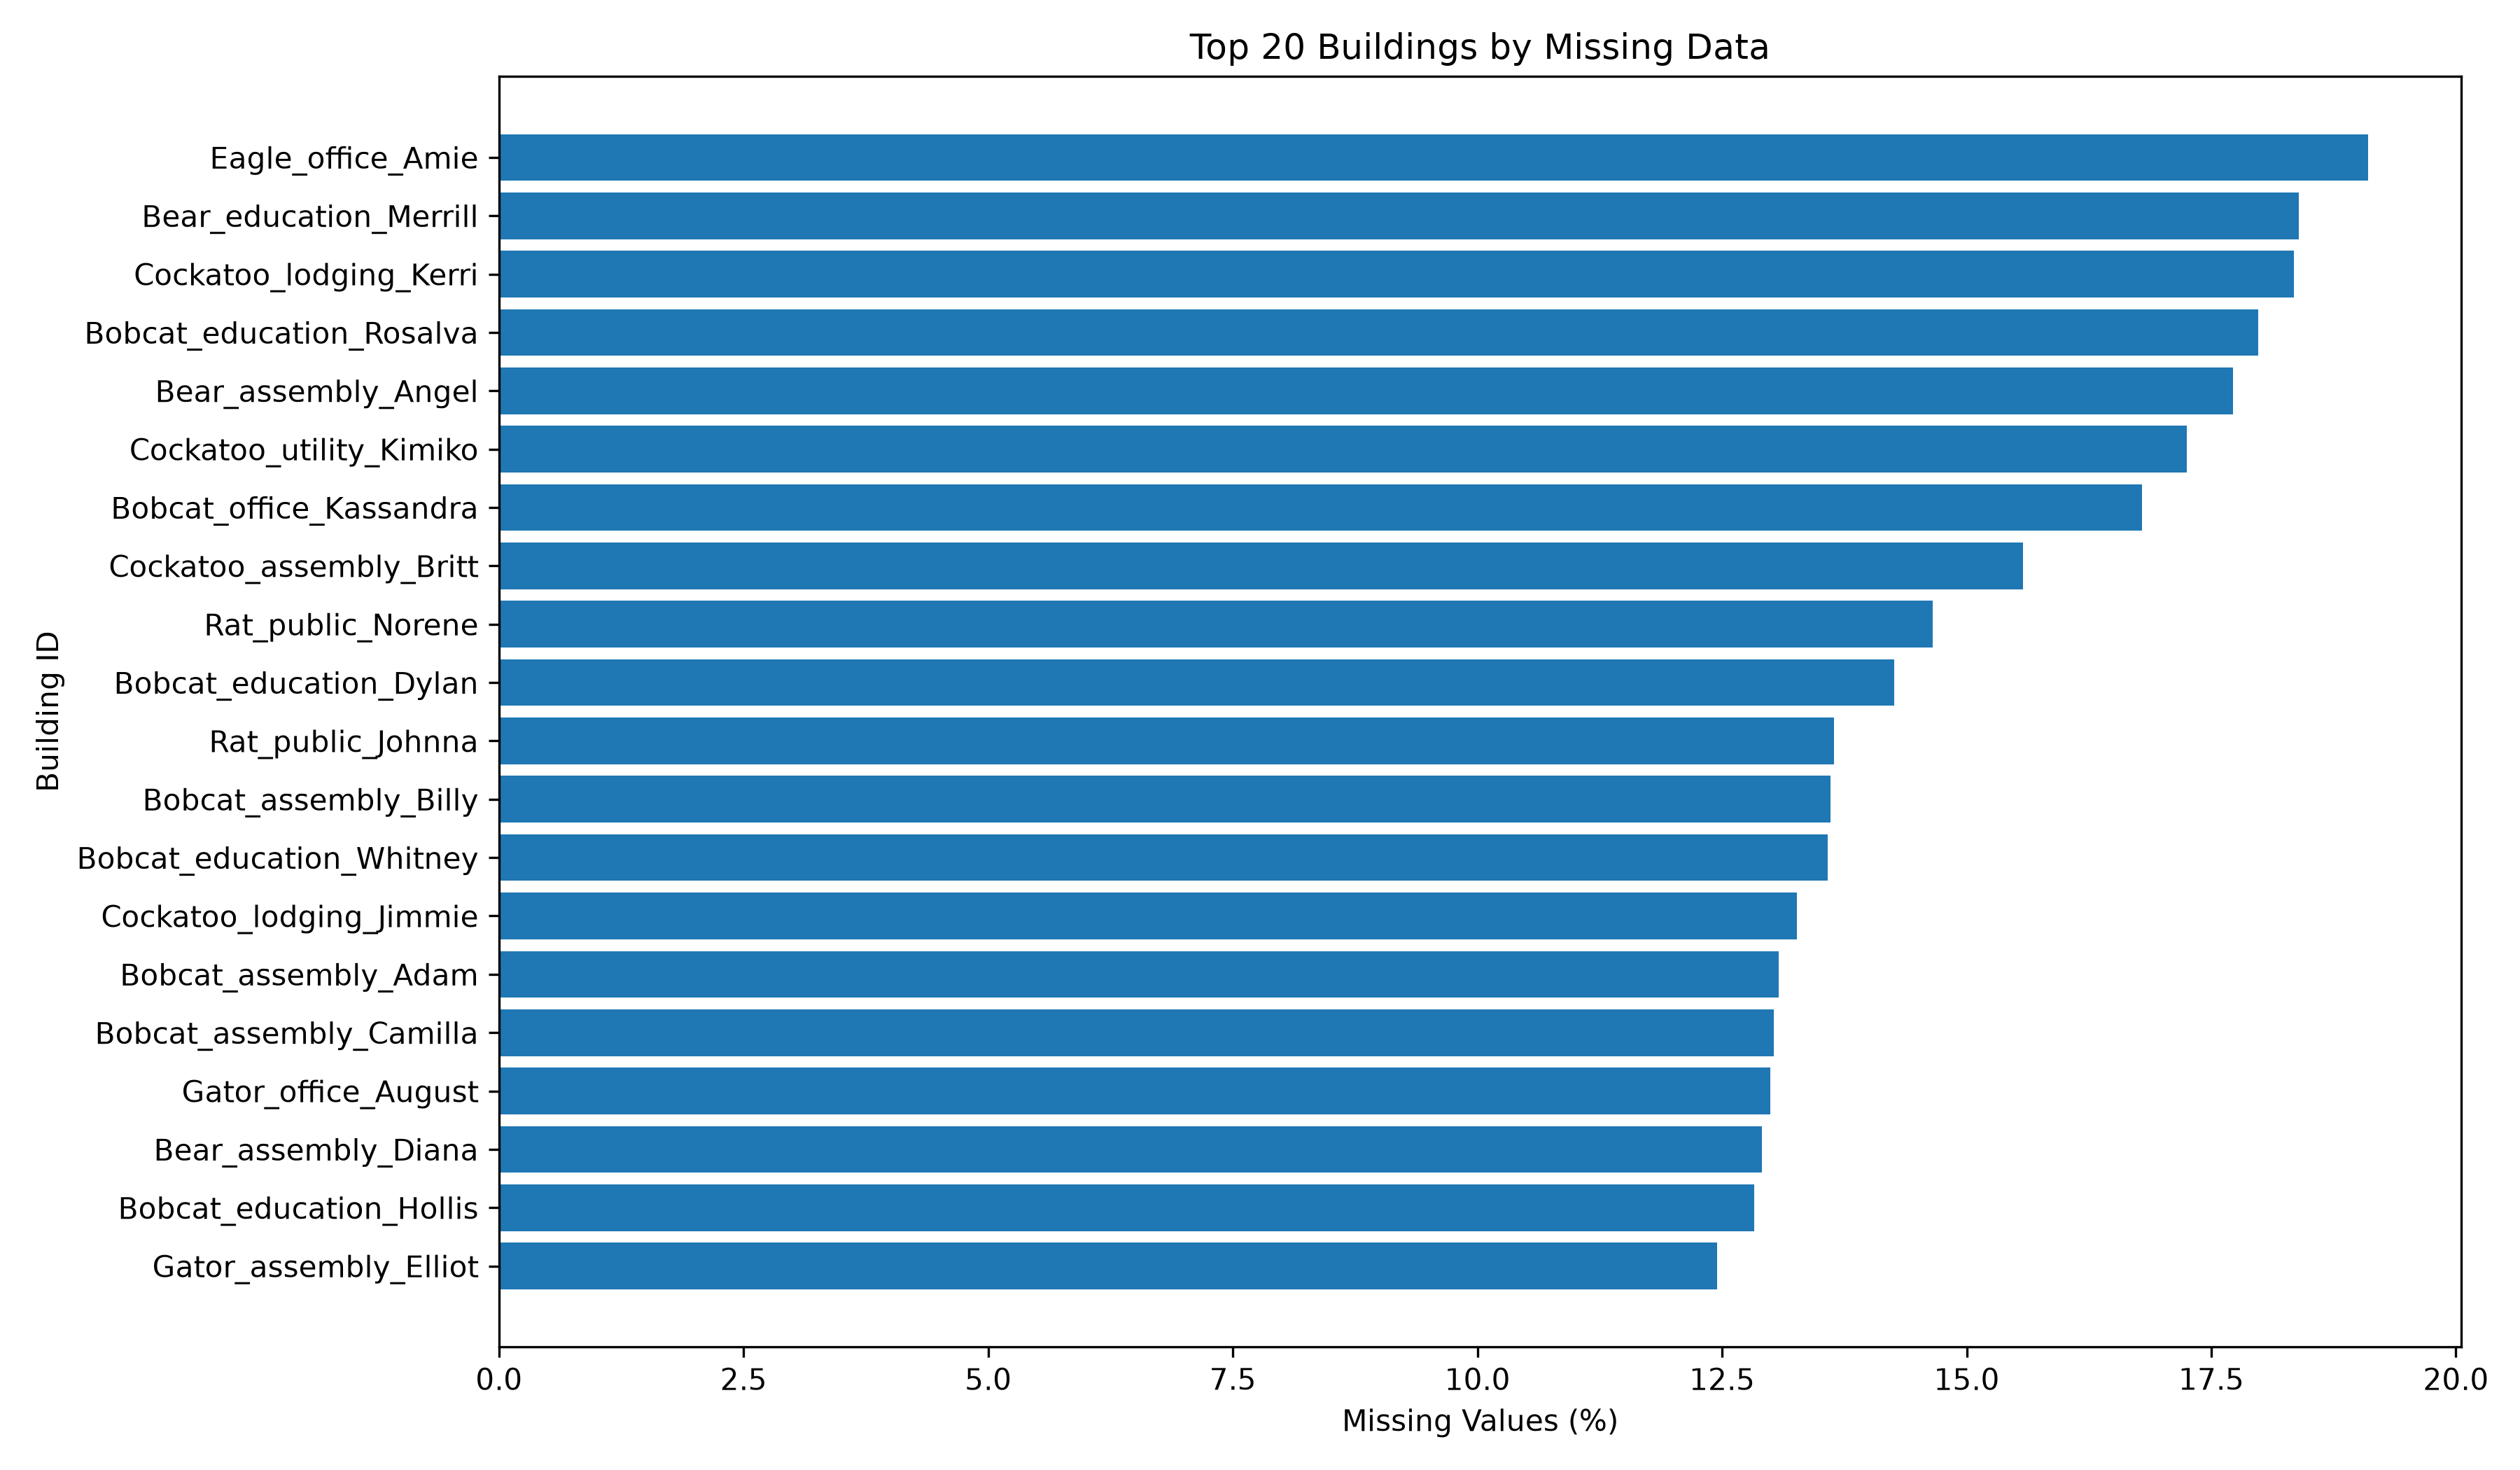 Top 20 Buildings by Missing Data
Building ID
Eagle_office_Amie
Bear_education_Merrill
Cockatoo_lodging_Kerri
Bobcat_education_Rosalva
Bear_assembly_Angel
Cockatoo_utility_Kimiko
Bobcat_office_Kassandra
Cockatoo_assembly_Britt
Rat_public_Norene
Bobcat_education_Dylan
Rat_public_Johnna
Bobcat_assembly_Billy
Bobcat_education_Whitney
Cockatoo_lodging_Jimmie
Bobcat_assembly_Adam
Bobcat_assembly_Camilla
Gator_office_August
Bear_assembly_Diana
Bobcat_education_Hollis
Gator_assembly_Elliot
0.0 2.5 5.0 7.5 10.0 12.5 15.0 17.5 20.0
Missing Values (%)